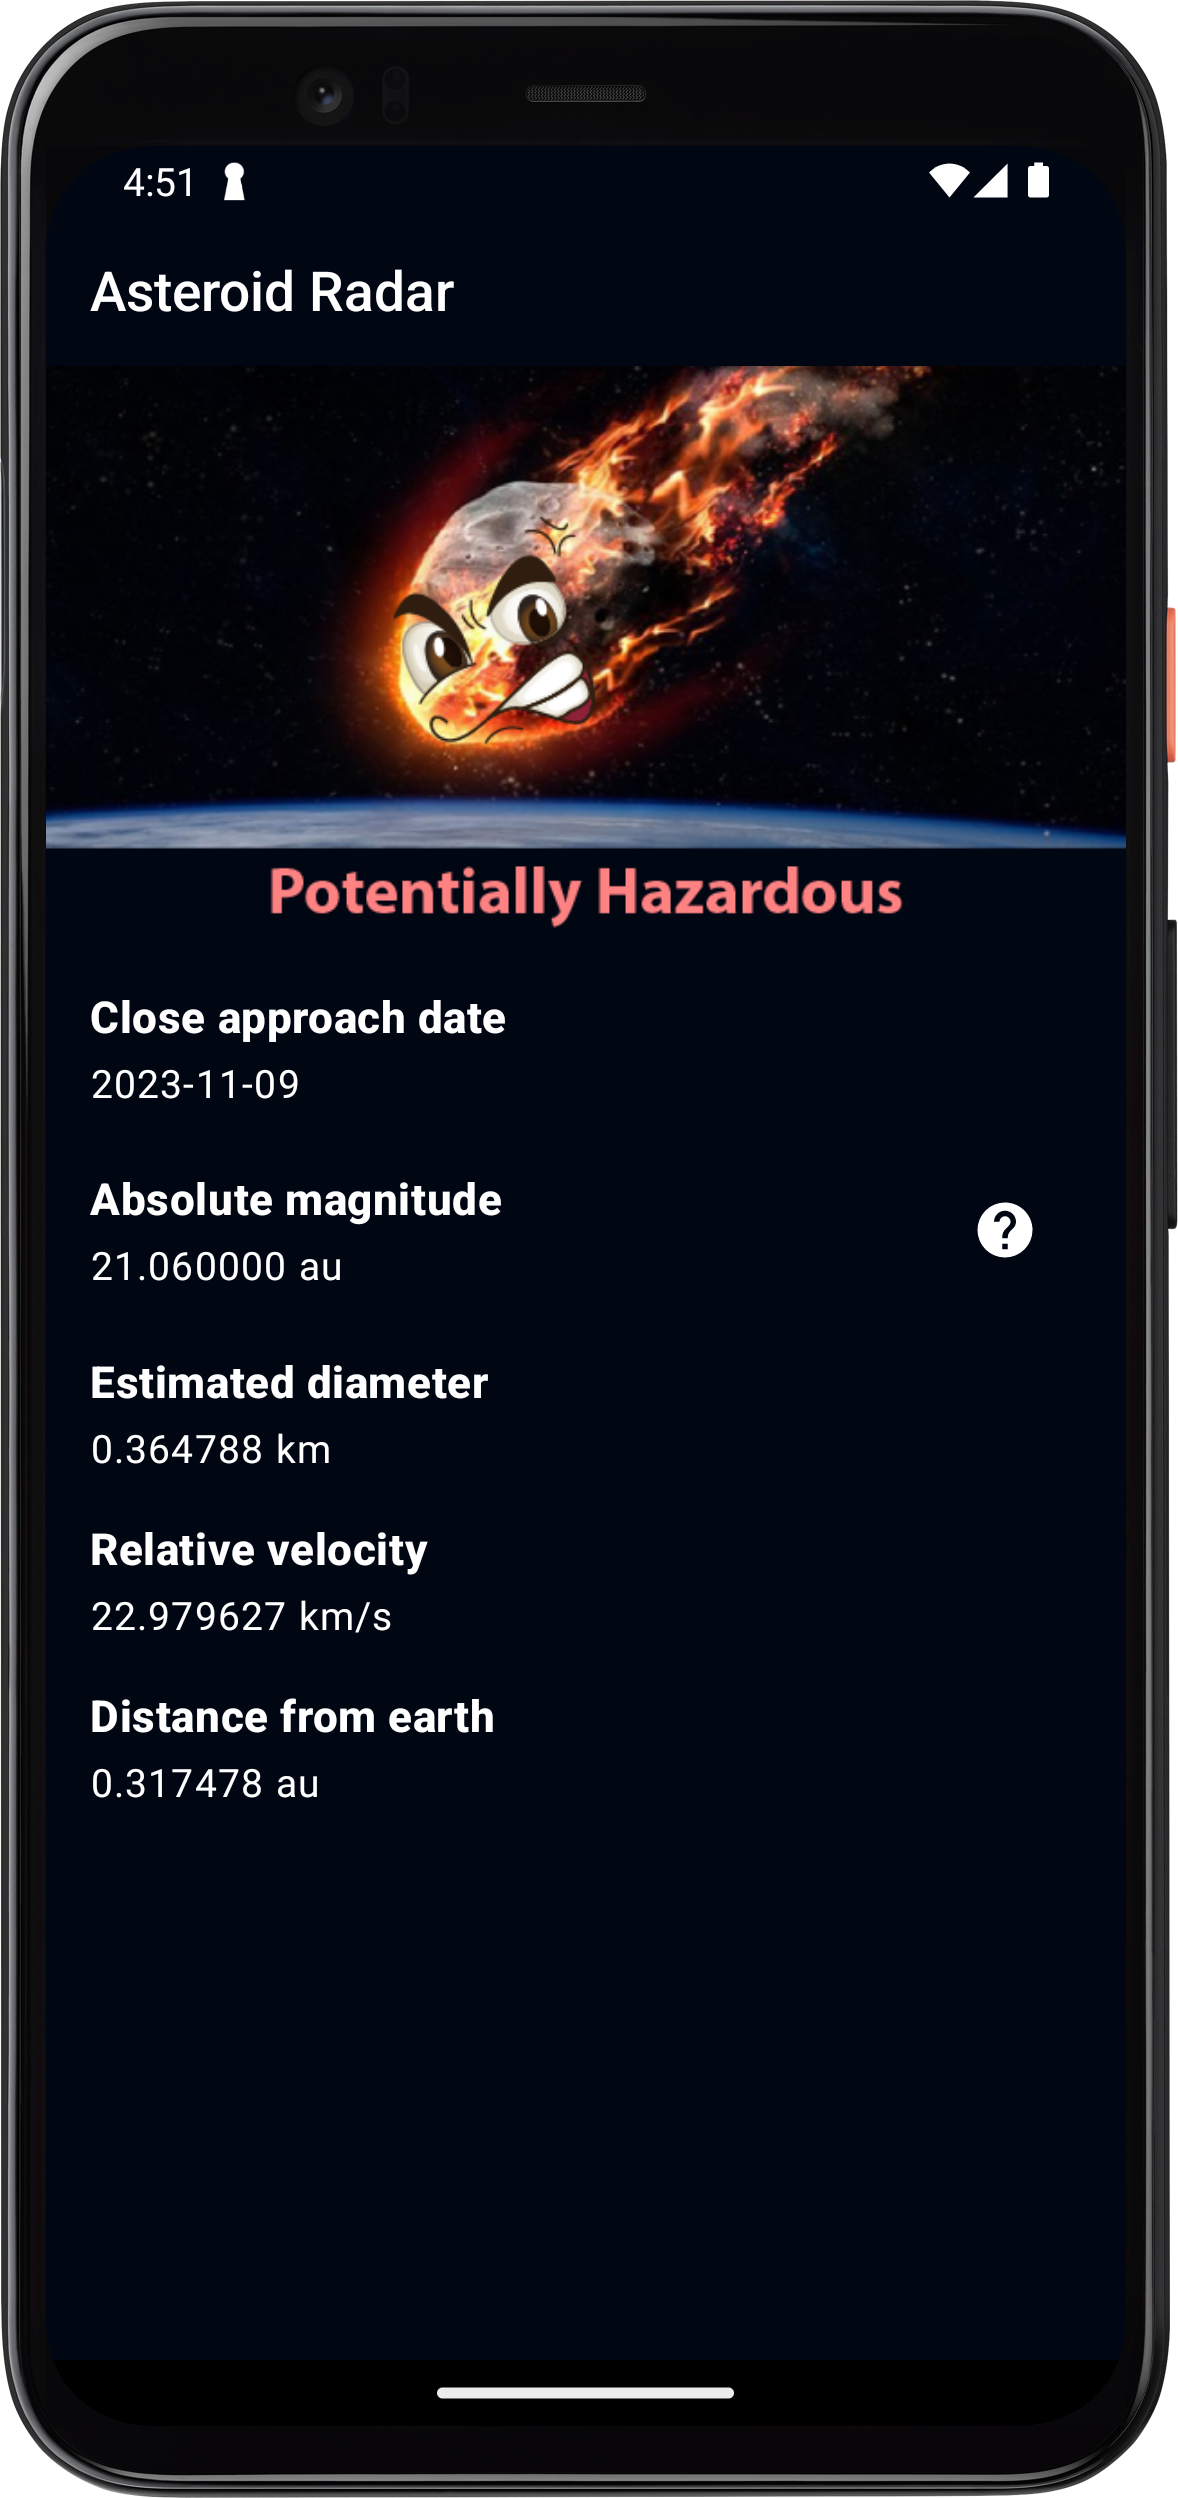 4:51
Asteroid Radar
Potentially Hazardous
Close approach date
2023-11-09
Absolute magnitude
21.060000 au
?
Estimated diameter
0.364788 km
Relative velocity
22.979627 km/s
Distance from earth
0.317478 au